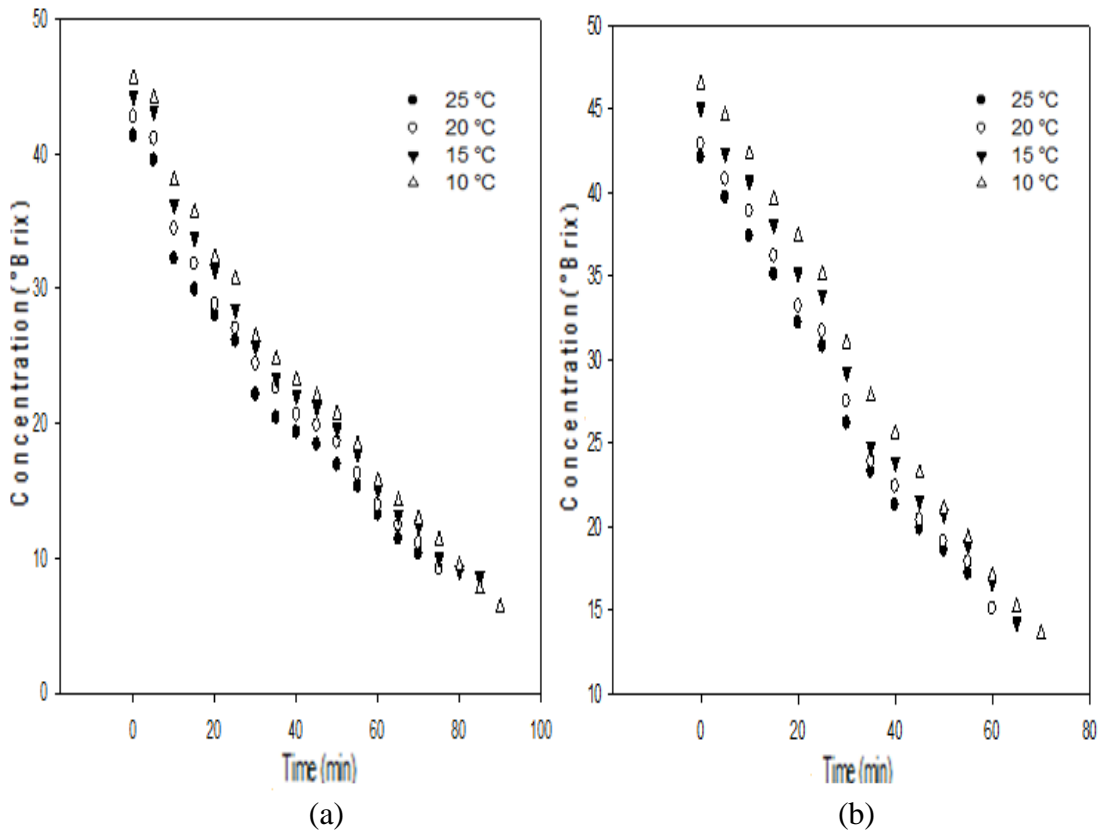 50
40
30
20
10
0
Concentration (°Brix)
25 °C
20 °C
15 °C
10 °C
0 20 40 60 80 100
Time (min)
(a)
50
45
40
35
30
25
20
15
10
Concentration (°Brix)
25 °C
20 °C
15 °C
10 °C
0 20 40 60 80
Time (min)
(b)